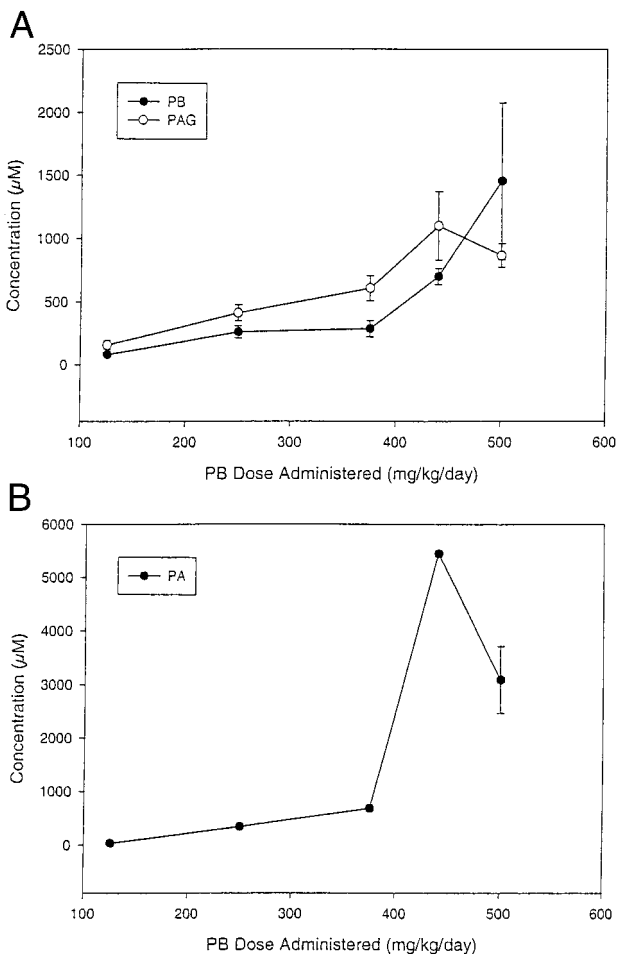 A
2500
2000
1500
1000
500
0
Concentration (μM)
PB
PAG
100 200 300 400 500 600
PB Dose Administered (mg/kg/day)
B
6000
5000
4000
3000
2000
1000
0
Concentration (μM)
PA
100 200 300 400 500 600
PB Dose Administered (mg/kg/day)